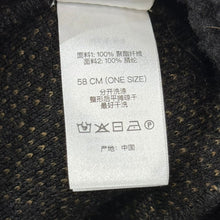 面料1: 100% 聚酯纤维
面料2: 100% 腈纶
58 CM (ONE SIZE)
分开洗涤
整形后平摊晾干
最好干洗
产地: 中国